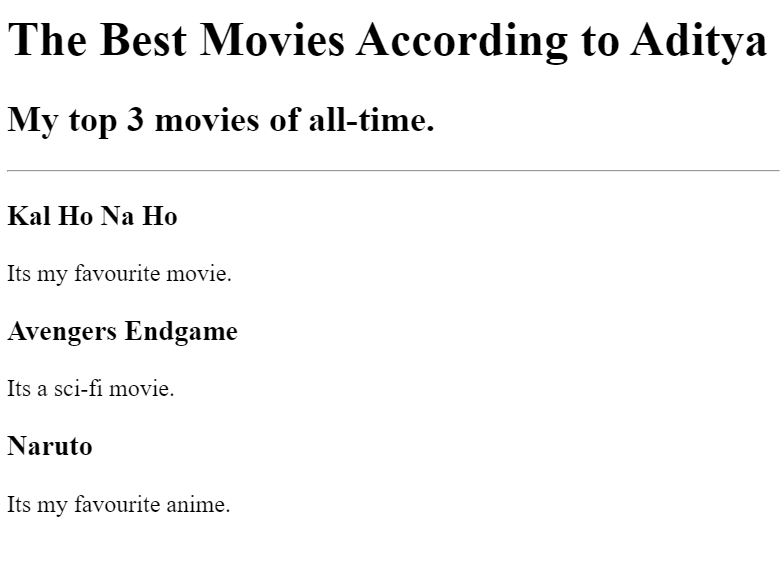 The Best Movies According to Aditya
My top 3 movies of all-time.
Kal Ho Na Ho
Its my favourite movie.
Avengers Endgame
Its a sci-fi movie.
Naruto
Its my favourite anime.